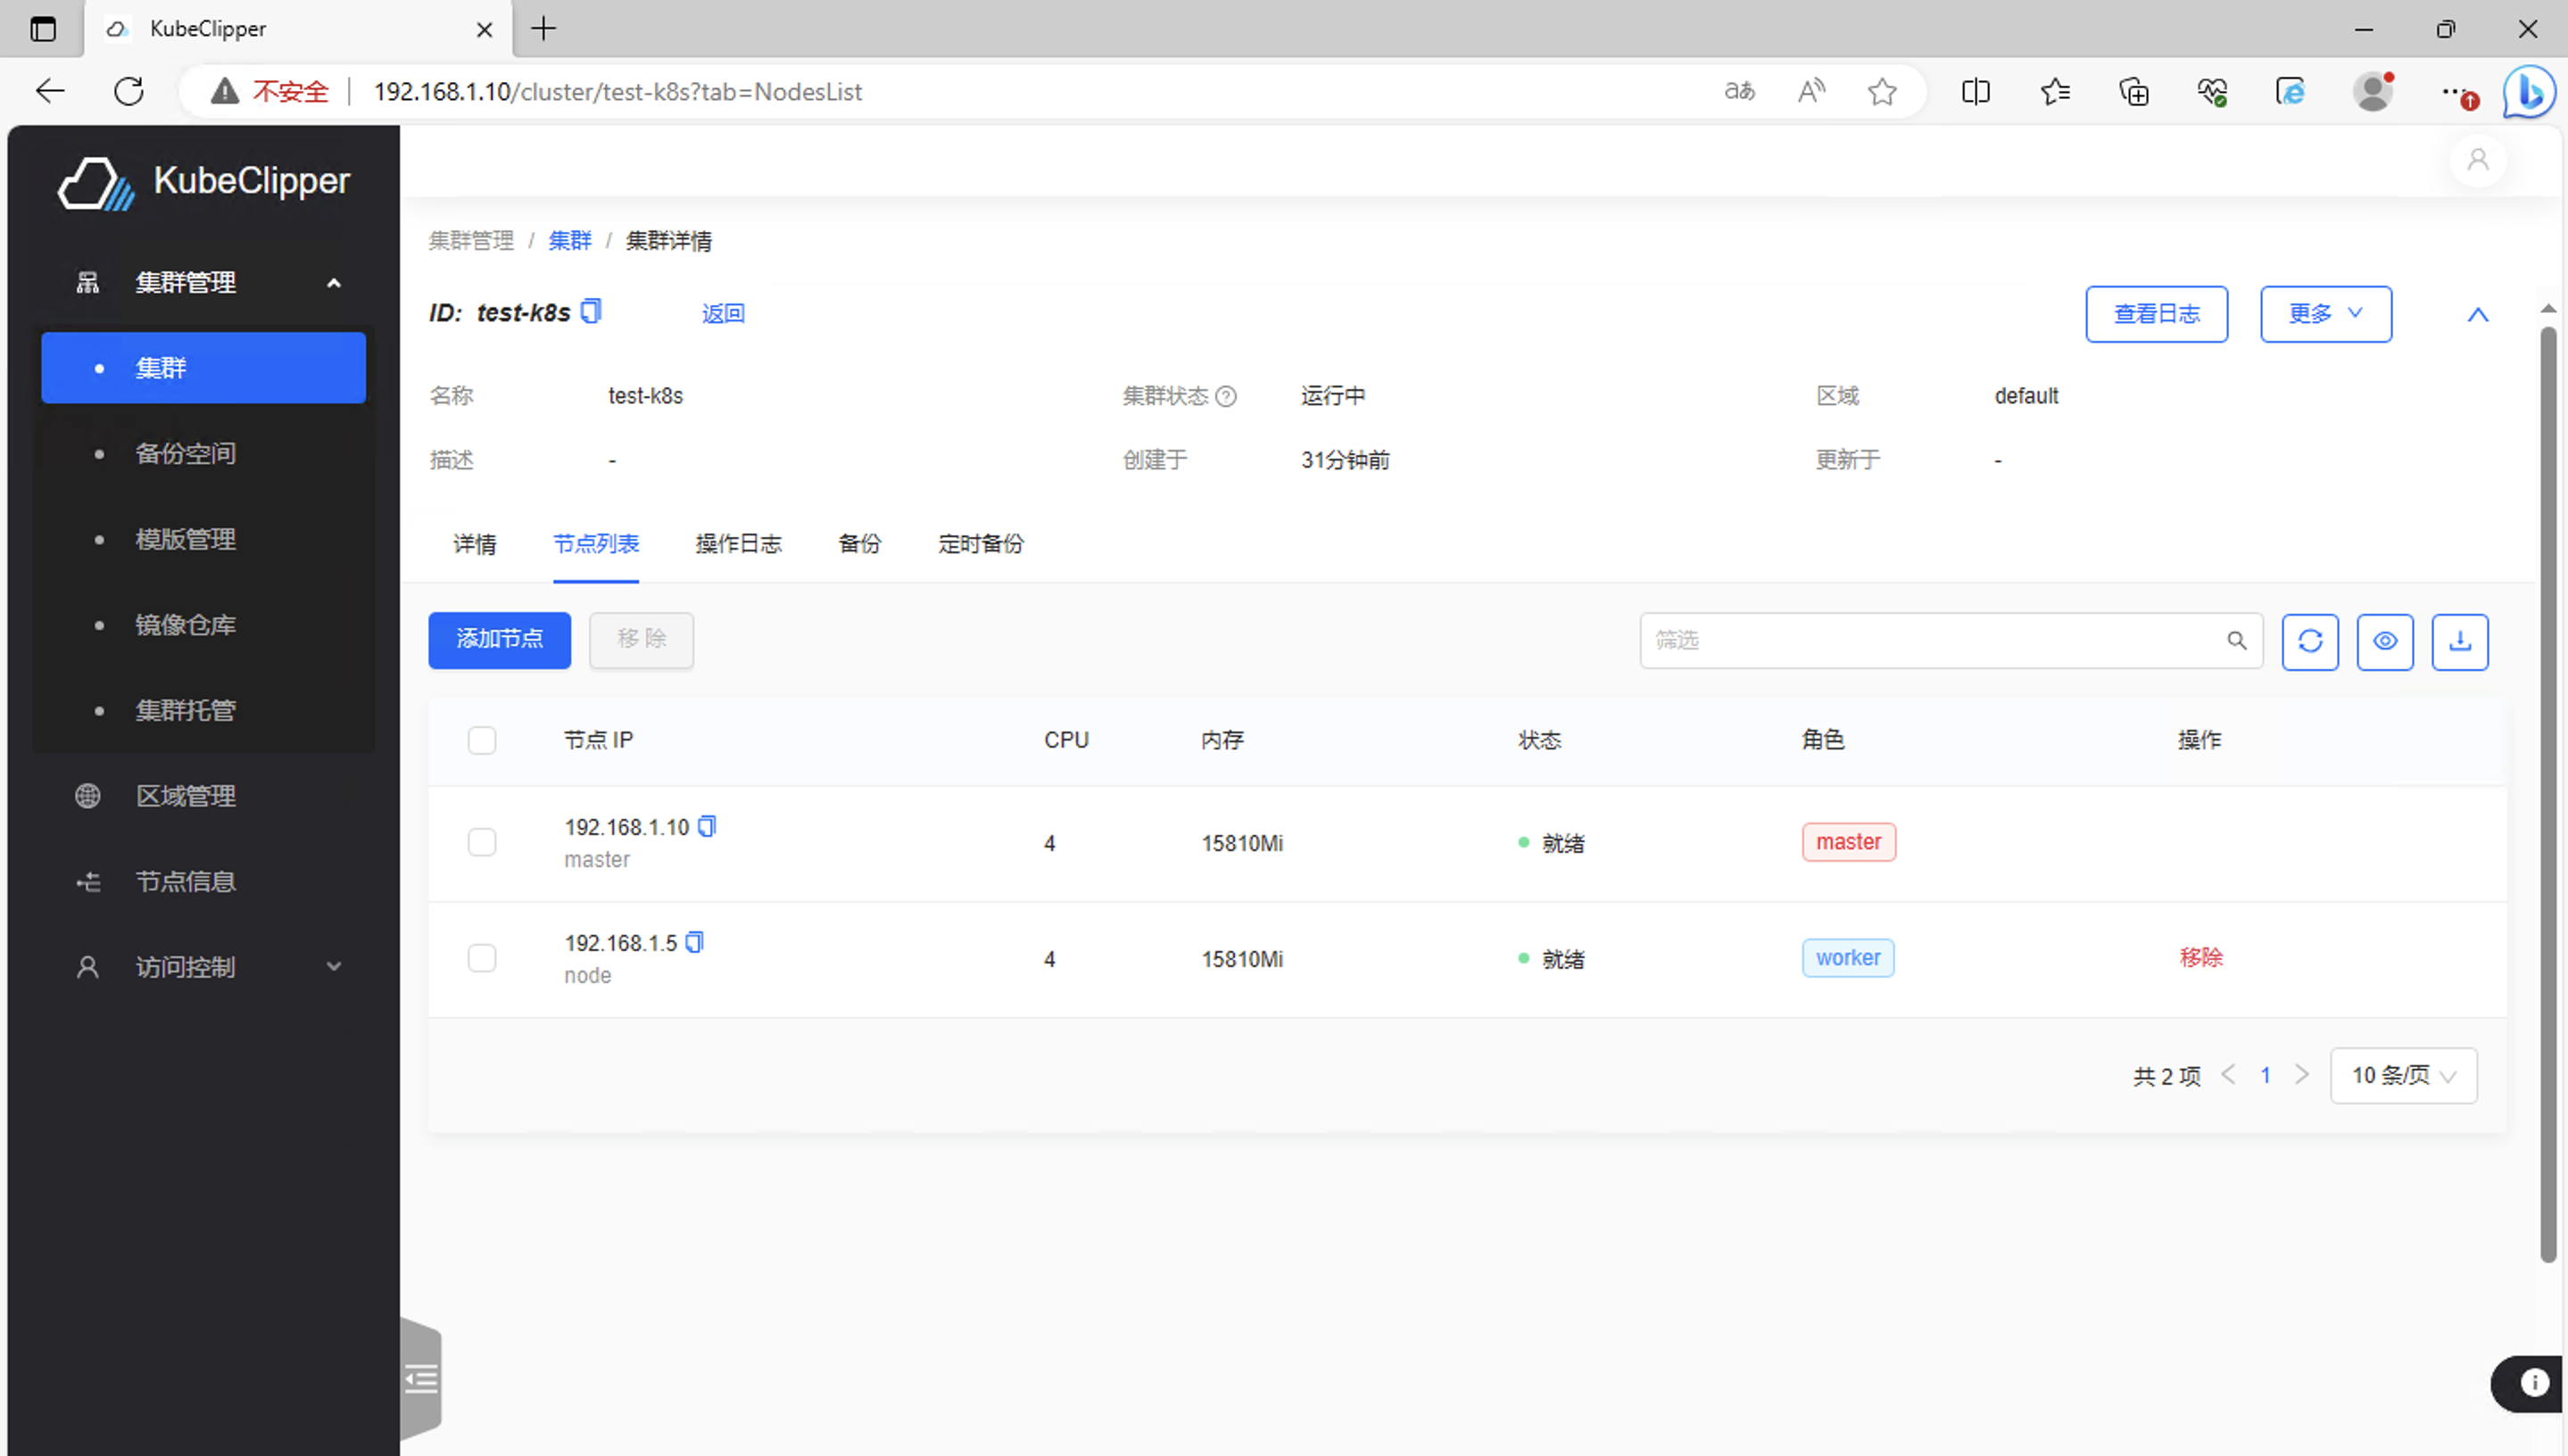 KubeClipper
不安全 192.168.1.10/cluster/test-k8s?tab=NodesList aあ
KubeClipper
集群管理
集群
备份空间
模版管理
镜像仓库
集群托管
区域管理
节点信息
访问控制
集群管理 / 集群 / 集群详情
ID: test-k8s 返回 查看日志 更多
名称 test-k8s 集群状态 运行中 区域 default
描述 - 创建于 31分钟前 更新于 -
详情 节点列表 操作日志 备份 定时备份
添加节点 移 除 筛选
节点 IP CPU 内存 状态 角色 操作
192.168.1.10 4 15810Mi 就绪 master
master
192.168.1.5 4 15810Mi 就绪 worker 移除
node
共 2 项 1 10 条/页